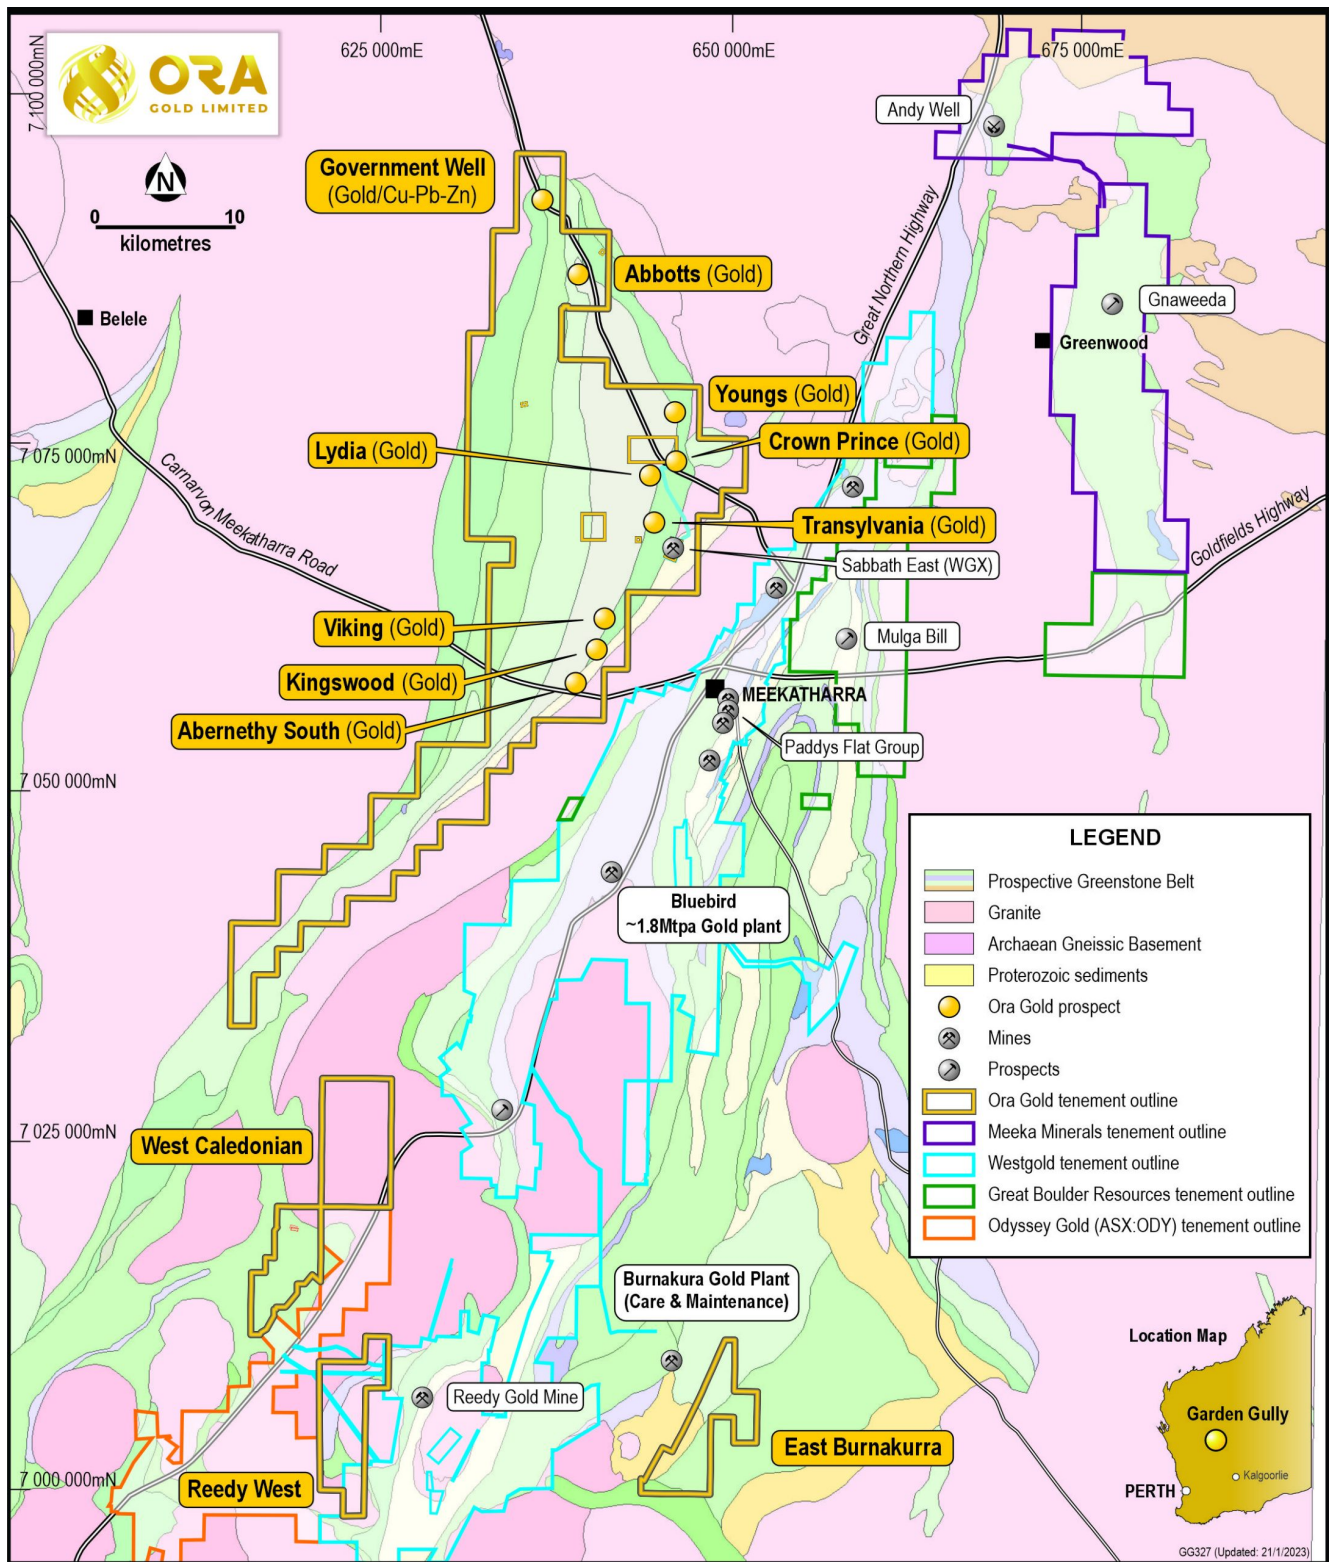 625 000mE
650 000mE
675 000mE
7 100 000mN
ORA
GOLD LIMITED
Andy Well
N
0 10
kilometres
Government Well
(Gold/Cu-Pb-Zn)
Abbotts (Gold)
Great Northern Highway
Gnaweeda
Belele
Greenwood
Youngs (Gold)
Crown Prince (Gold)
Lydia (Gold)
7 075 000mN
Carnarvon Meekatharra Road
Goldfields Highway
Transylvania (Gold)
Sabbath East (WGX)
Viking (Gold)
Mulga Bill
Kingswood (Gold)
MEEKATHARRA
Abernethy South (Gold)
Paddys Flat Group
7 050 000mN
Bluebird
~1.8Mtpa Gold plant
LEGEND
Prospective Greenstone Belt
Granite
Archaean Gneissic Basement
Proterozoic sediments
Ora Gold prospect
Mines
Prospects
Ora Gold tenement outline
Meeka Minerals tenement outline
Westgold tenement outline
Great Boulder Resources tenement outline
Odyssey Gold (ASX:ODY) tenement outline
7 025 000mN
West Caledonian
Burnakura Gold Plant
(Care & Maintenance)
Reedy Gold Mine
East Burnakurra
7 000 000mN
Reedy West
Location Map
Garden Gully
Kalgoorlie
PERTH
GG327 (Updated: 21/1/2023)